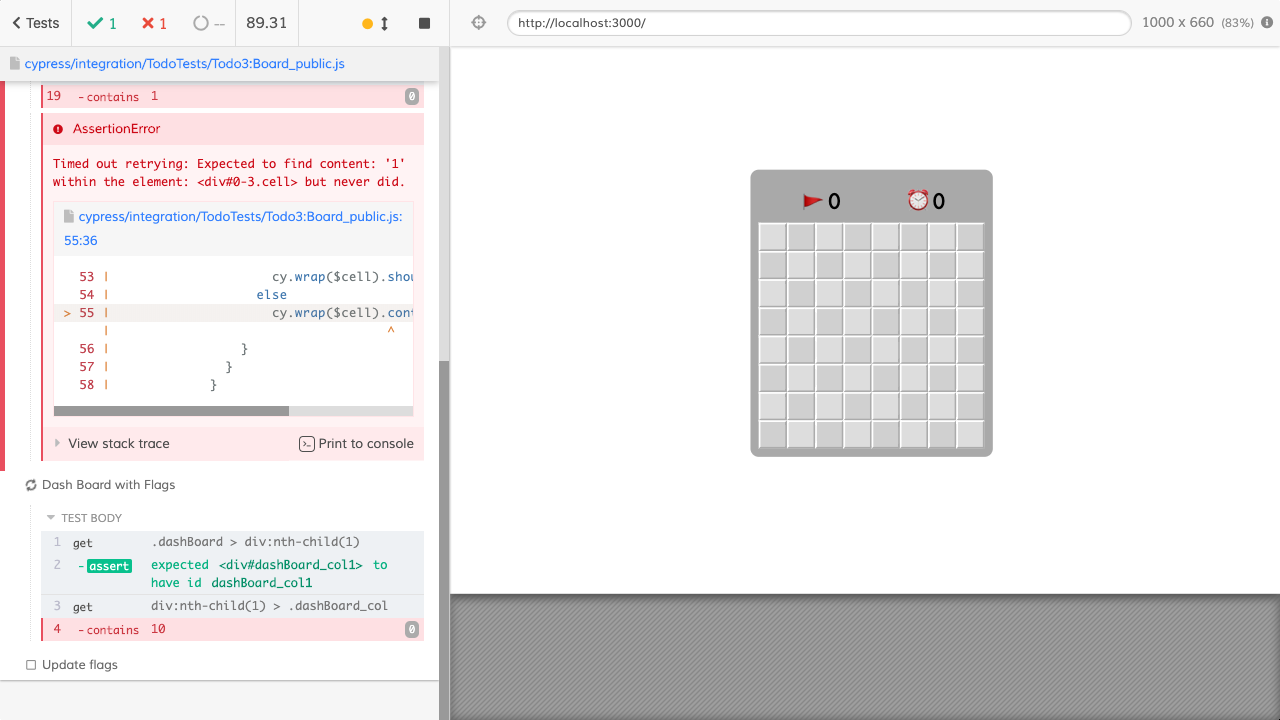 Tests
1
1
--
89.31
http://localhost:3000/
1000 x 660 (83%)
cypress/integration/TodoTests/Todo3:Board_public.js
19 - contains 1 0
AssertionError
Timed out retrying: Expected to find content: '1'
within the element: <div#0-3.cell> but never did.
cypress/integration/TodoTests/Todo3:Board_public.js:
55:36
53 | cy.wrap($cell).shou
54 | else
> 55 | cy.wrap($cell).cont
| ^
56 | }
57 | }
58 | }
View stack trace
Print to console
Dash Board with Flags
TEST BODY
1 get .dashBoard > div:nth-child(1)
2 - assert expected <div#dashBoard_col1> to
have id dashBoard_col1
3 get div:nth-child(1) > .dashBoard_col
4 - contains 10 0
Update flags
0
0